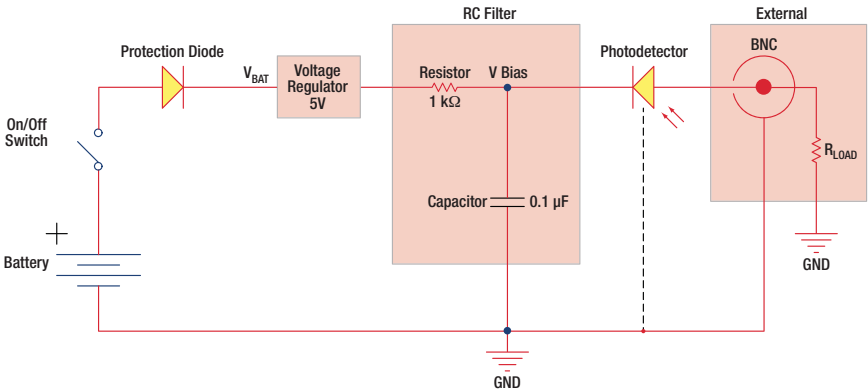 RC Filter
External
Protection Diode
V_BAT
Voltage
Regulator
5V
Resistor
1 kΩ
V Bias
Photodetector
BNC
On/Off
Switch
R_LOAD
Capacitor
0.1 µF
+
Battery
GND
GND